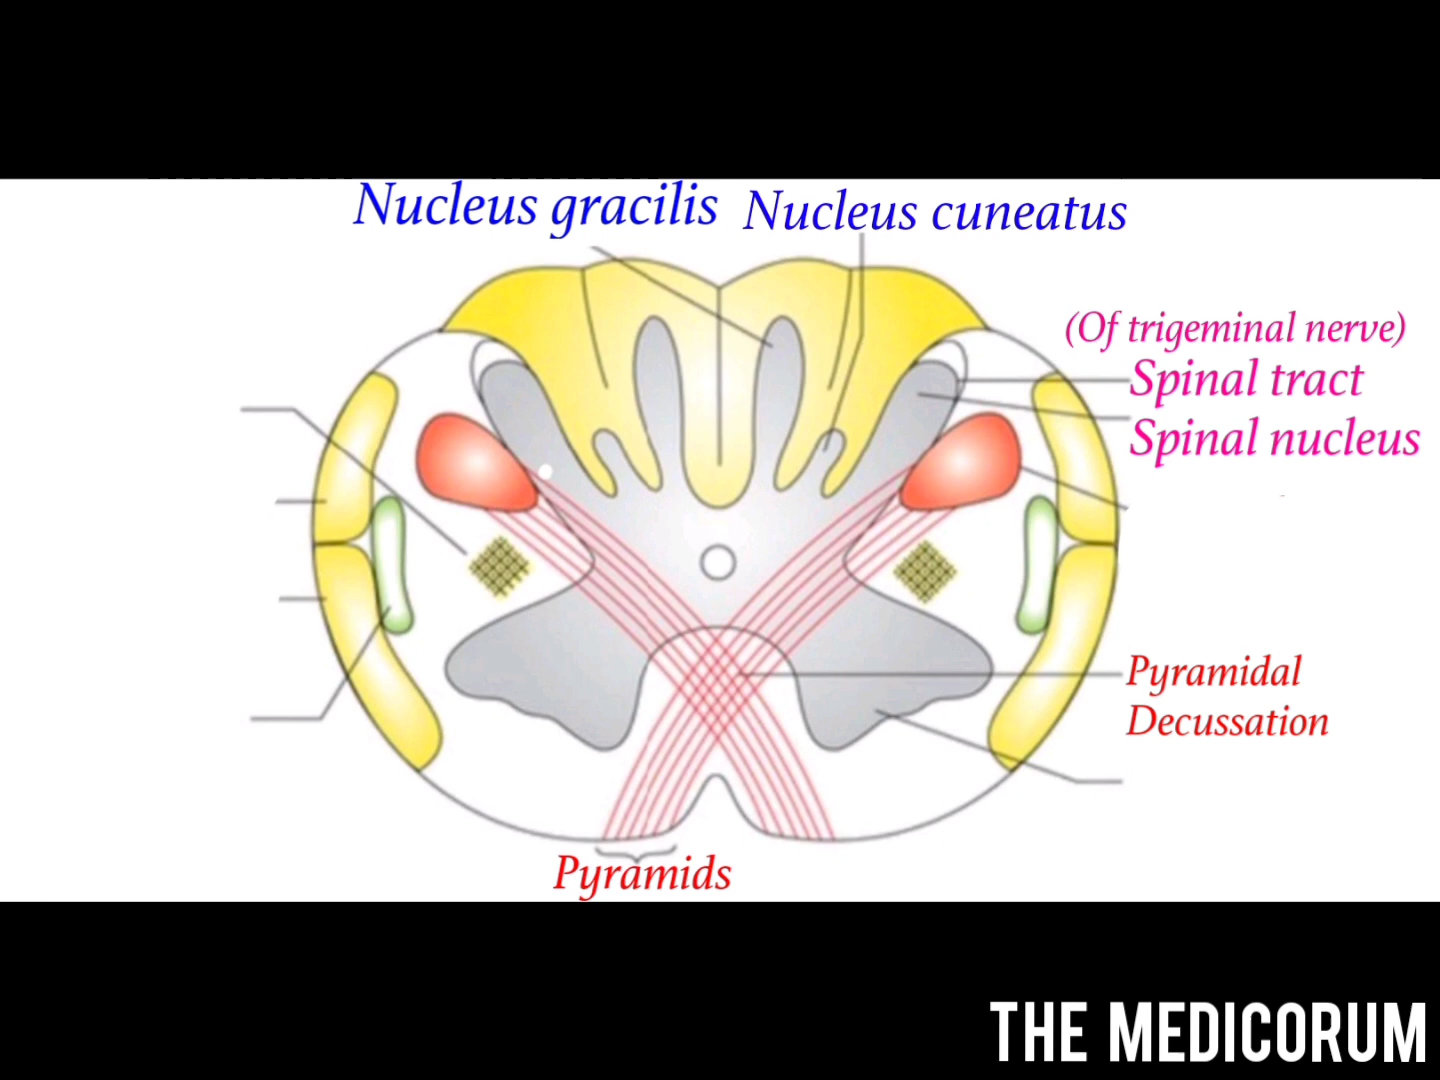 Nucleus gracilis
Nucleus cuneatus
(Of trigeminal nerve)
Spinal tract
Spinal nucleus
Pyramidal
Decussation
Pyramids
THE MEDICORUM